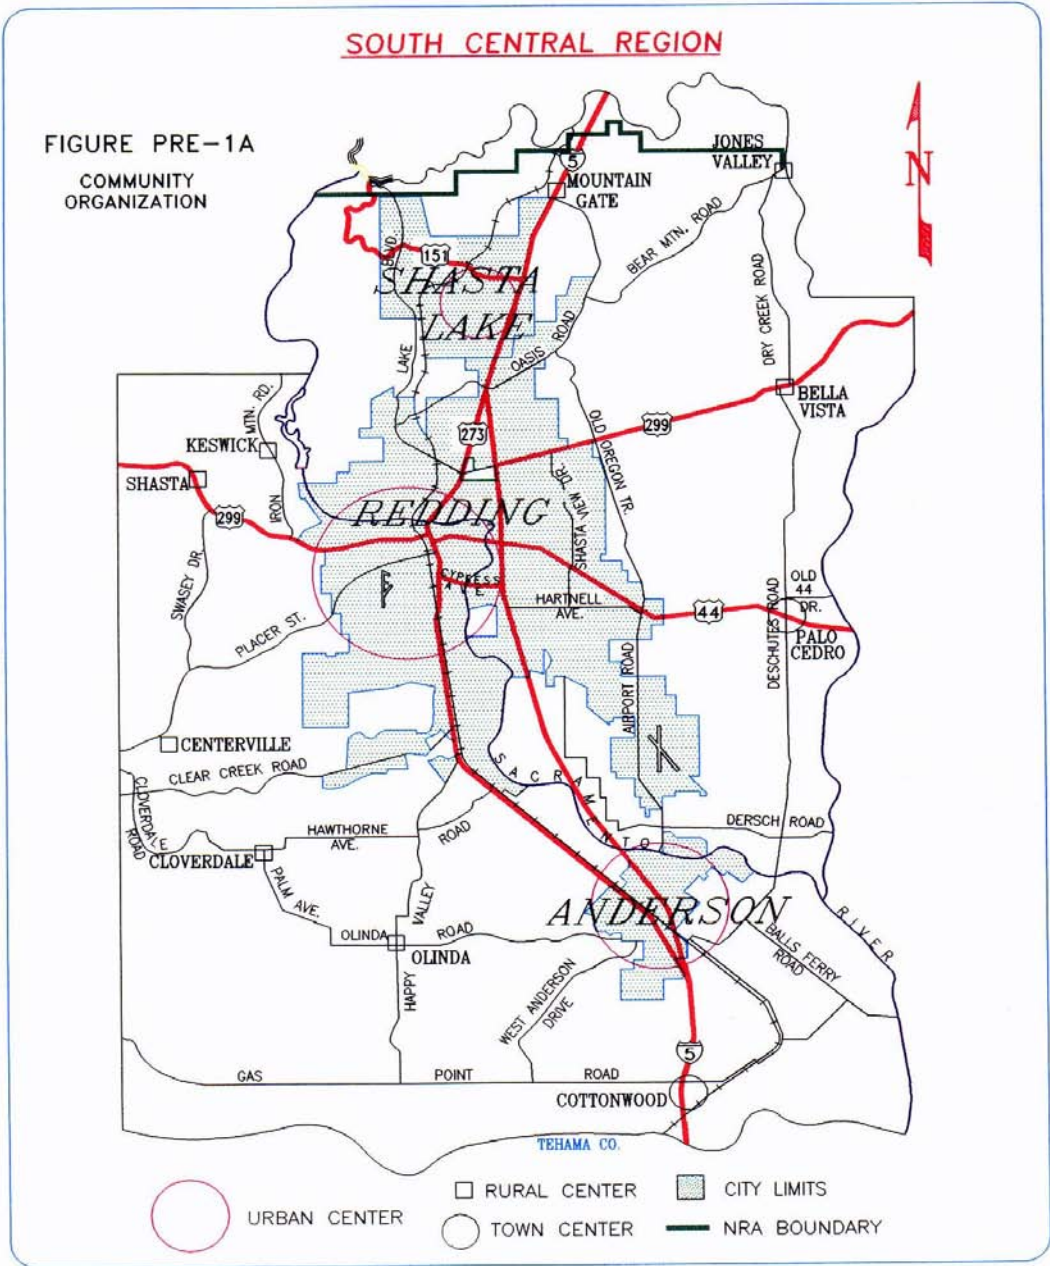 SOUTH CENTRAL REGION
FIGURE PRE-1A
COMMUNITY
ORGANIZATION
N
JONES
VALLEY
5
MOUNTAIN
GATE
BEAR MTN. ROAD
BLVD.
151
SHASTA
LAKE
LAKE
OASIS ROAD
DRY CREEK ROAD
BELLA
VISTA
299
OLD OREGON TR.
273
MTN. RD.
KESWICK
SHASTA
IRON
299
REDDING
SHASTA VIEW DR.
SWASEY DR.
CYPRESS
AVE.
HARTNELL
AVE.
44
OLD
44
DR.
PALO
CEDRO
DESCHUTES ROAD
PLACER ST.
AIRPORT ROAD
CENTERVILLE
CLEAR CREEK ROAD
CLOVERDALE
ROAD
SACRAMENTO
RIVER
DERSCH ROAD
HAWTHORNE
AVE.
ROAD
CLOVERDALE
PALM AVE.
VALLEY
ANDERSON
OLINDA
ROAD
OLINDA
HAPPY
BALLS FERRY
ROAD
WEST ANDERSON
DRIVE
5
GAS POINT ROAD
COTTONWOOD
TEHAMA CO.
URBAN CENTER
RURAL CENTER
TOWN CENTER
CITY LIMITS
NRA BOUNDARY